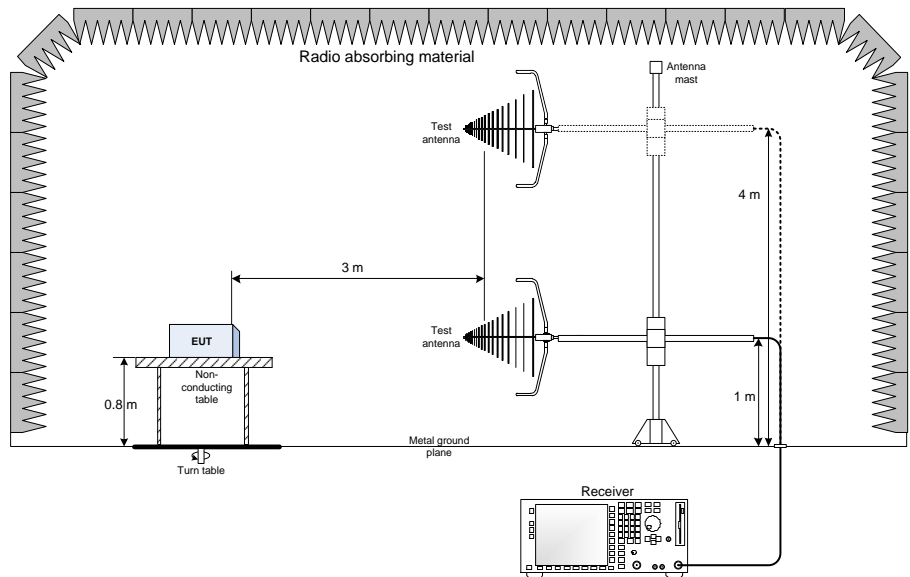 Radio absorbing material
Antenna
mast
Test
antenna
4 m
3 m
EUT
Test
antenna
Non-
conducting
table
0.8 m
1 m
Metal ground
plane
Turn table
Receiver